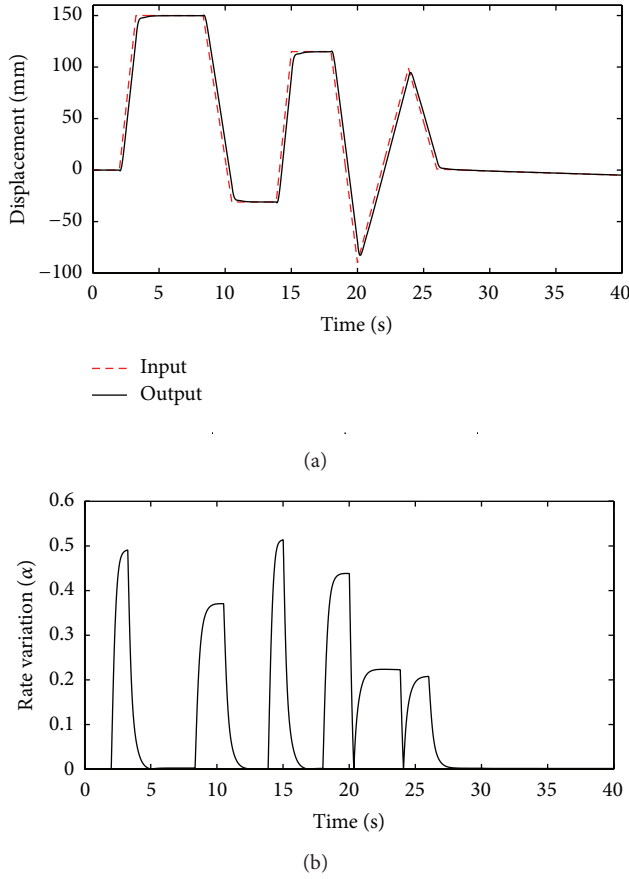 150
100
50
0
−50
−100
Displacement (mm)
0 5 10 15 20 25 30 35 40
Time (s)
Input
Output
(a)
0.6
0.5
0.4
0.3
0.2
0.1
0
Rate variation (α)
0 5 10 15 20 25 30 35 40
Time (s)
(b)